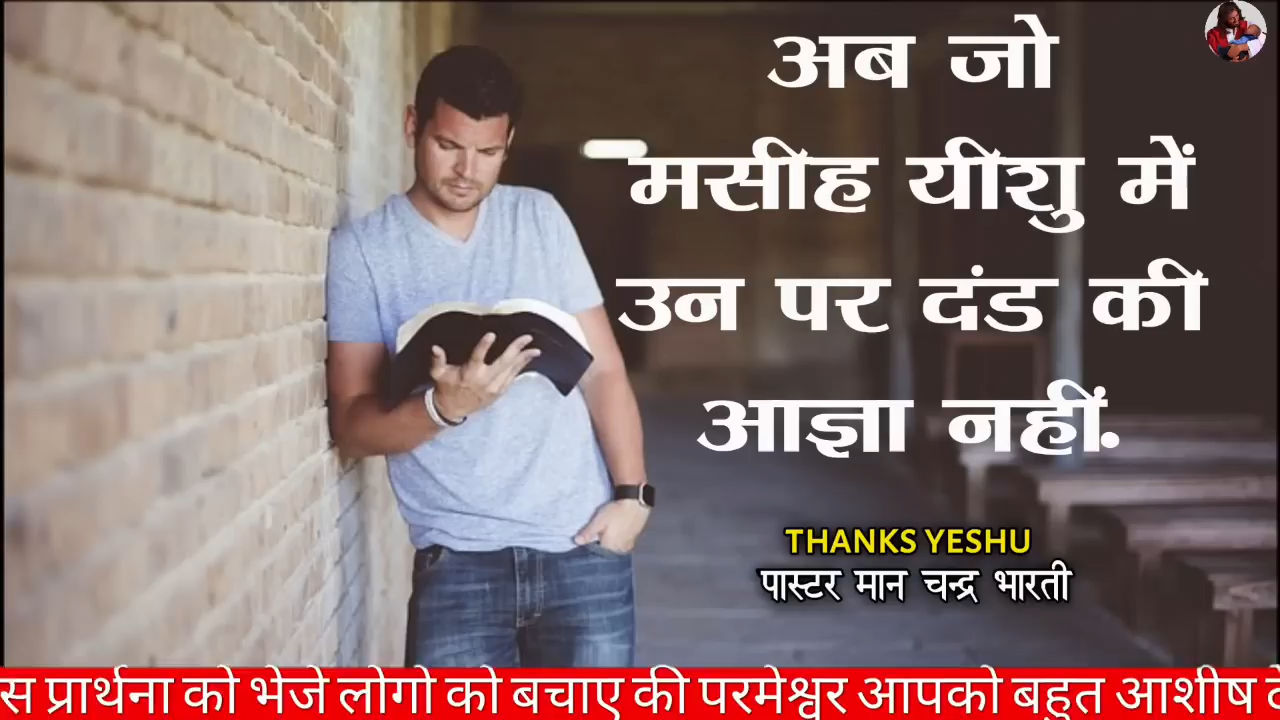 अब जो
मसीह यीशु में
उन पर दंड की
आज्ञा नहीं.
THANKS YESHU
पास्टर मान चन्द्र भारती
स प्रार्थना को भेजे लोगो को बचाए की परमेश्वर आपको बहुत आशीष दे